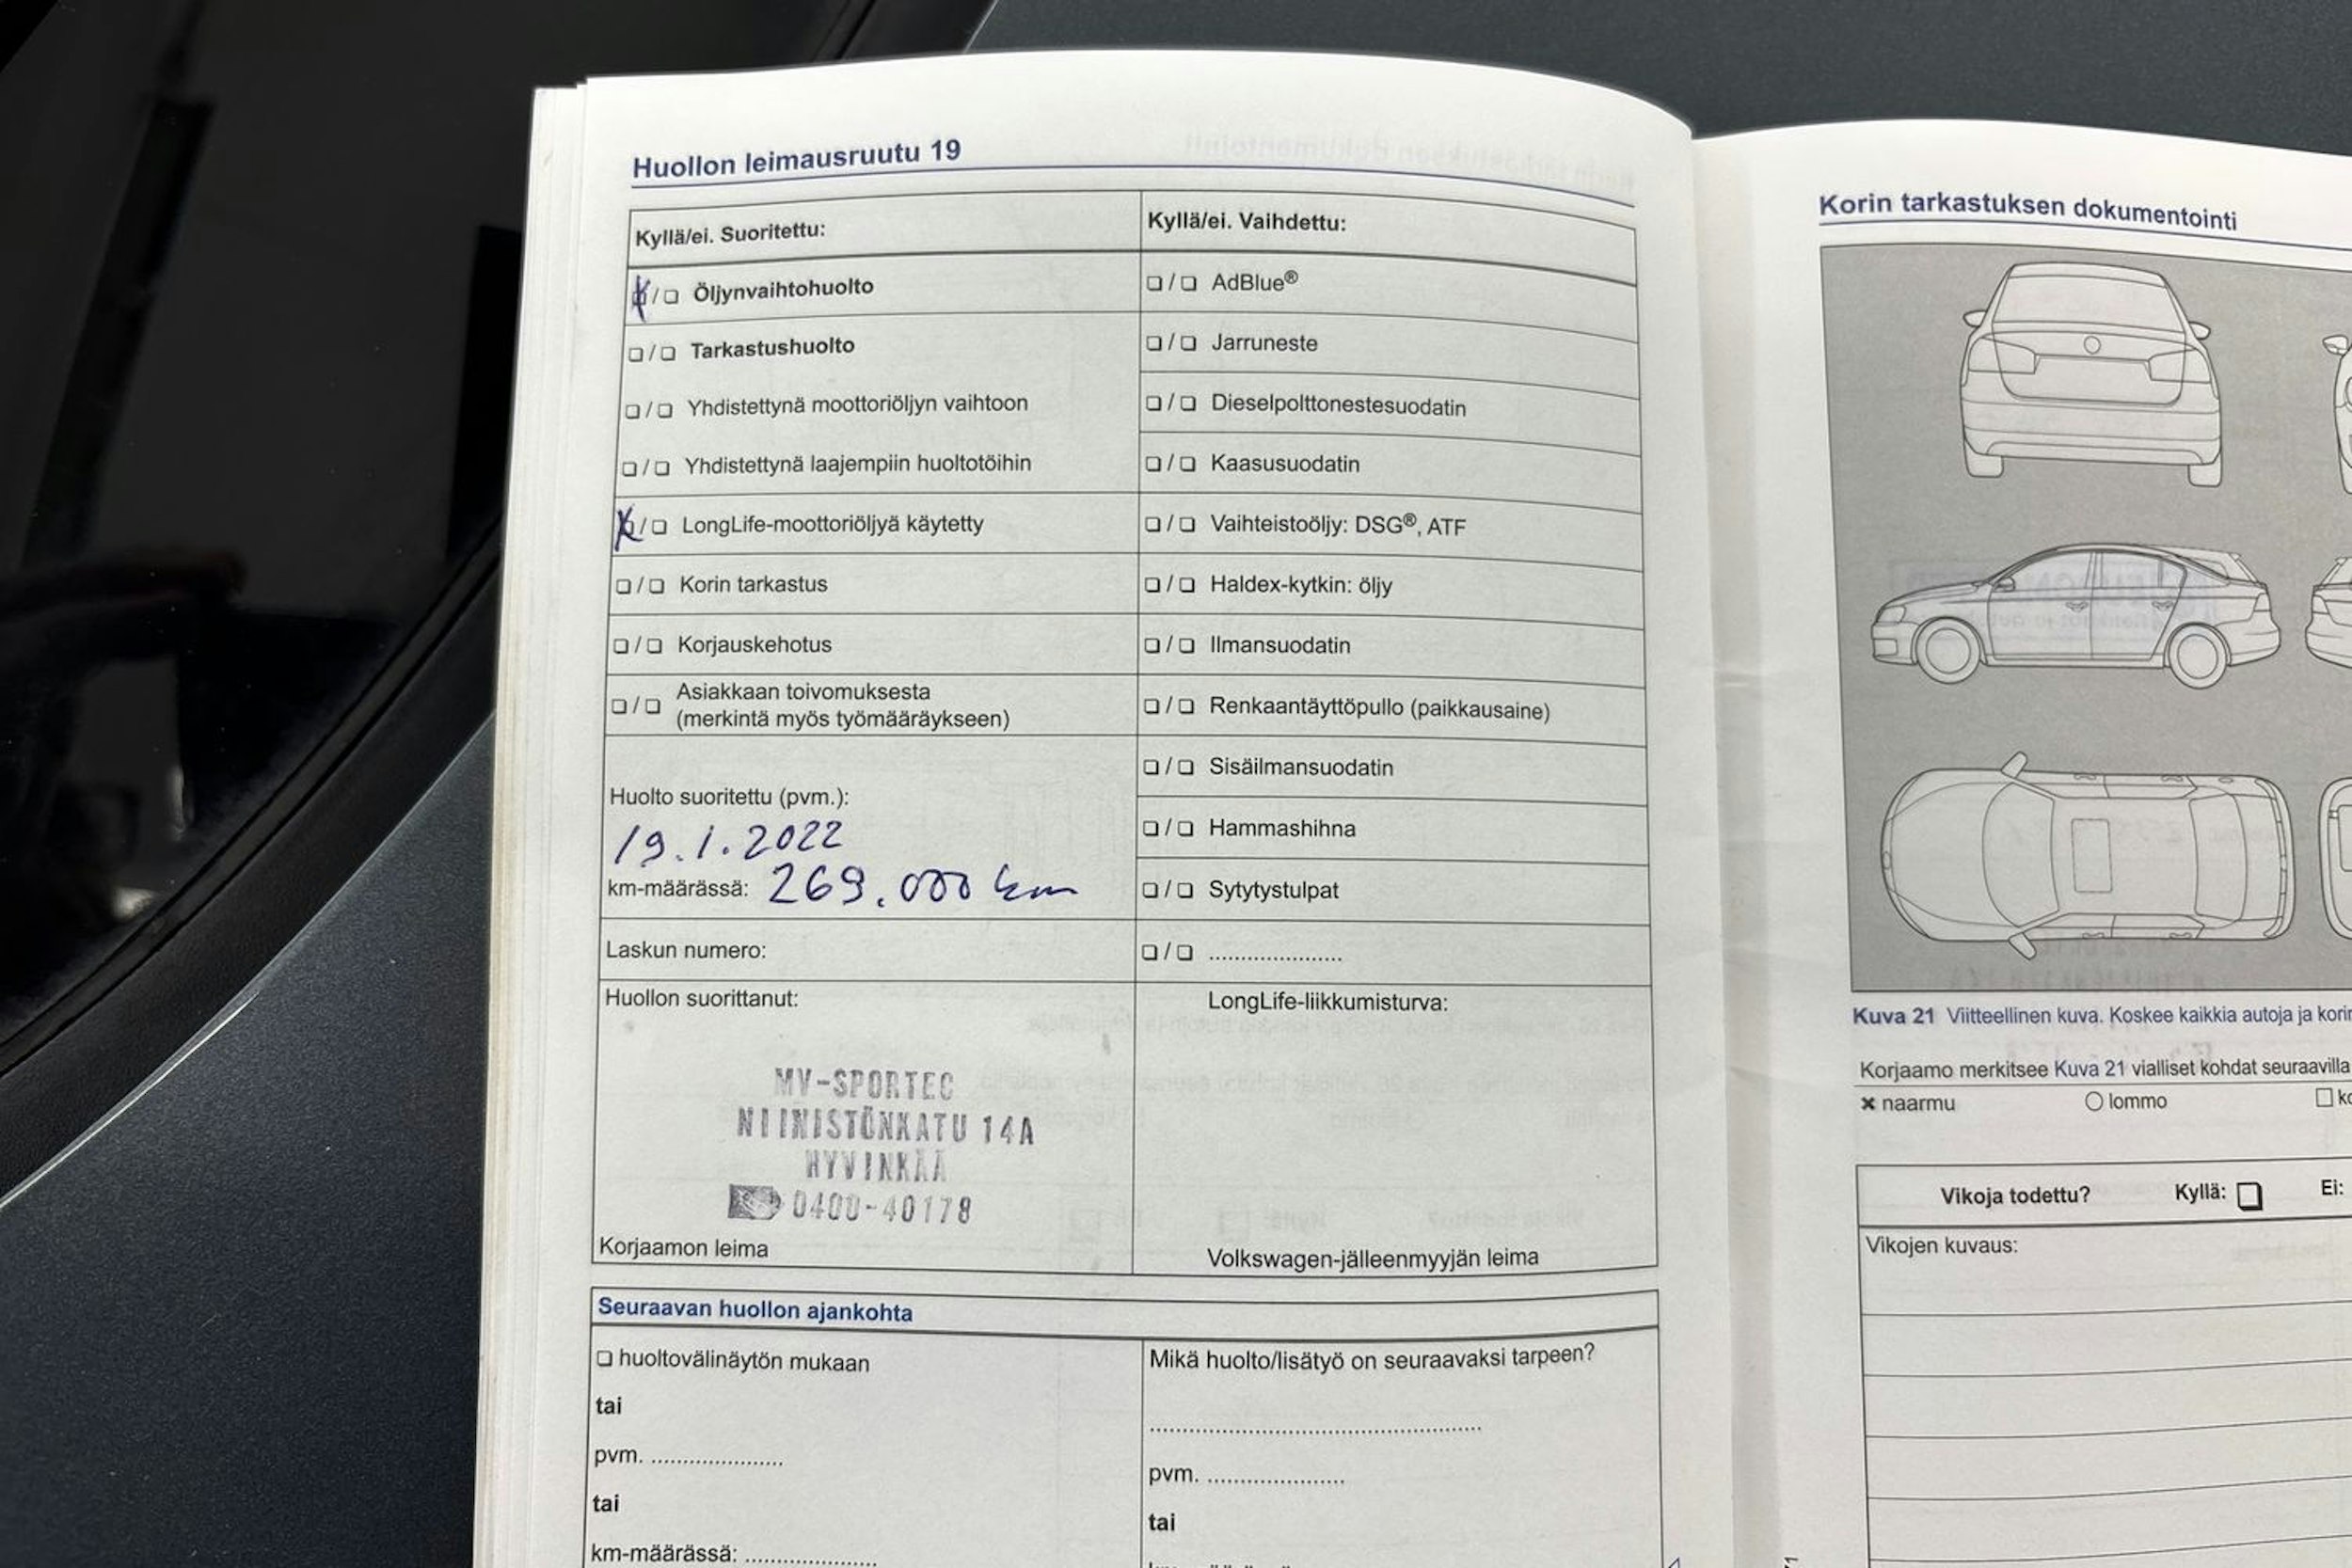 Huollon leimausruutu 19
Kyllä/ei. Suoritettu:
Öljynvaihtohuolto
Tarkastushuolto
Yhdistettynä moottoriöljyn vaihtoon
Yhdistettynä laajempiin huoltotöihin
LongLife-moottoriöljyä käytetty
Korin tarkastus
Korjauskehotus
Asiakkaan toivomuksesta
(merkintä myös työmääräykseen)
Huolto suoritettu (pvm.):
19.1.2022
km-määrässä: 269.000 km
Laskun numero:
Huollon suorittanut:
MV-SPORTEC
NIINISTÖNKATU 14A
HYVINKÄÄ
0400-40178
Korjaamon leima
Kyllä/ei. Vaihdettu:
AdBlue®
Jarruneste
Dieselpolttonestesuodatin
Kaasusuodatin
Vaihteistoöljy: DSG®, ATF
Haldex-kytkin: öljy
Ilmansuodatin
Renkaantäyttöpullo (paikkausaine)
Sisäilmansuodatin
Hammashihna
Sytytystulpat
LongLife-liikkumisturva:
Volkswagen-jälleenmyyjän leima
Seuraavan huollon ajankohta
huoltovälinäytön mukaan
tai
pvm. ......................
tai
km-määrässä: ......................
Mikä huolto/lisätyö on seuraavaksi tarpeen?
pvm. ......................
tai
Korin tarkastuksen dokumentointi
Kuva 21 Viitteellinen kuva. Koskee kaikkia autoja ja
Korjaamo merkitsee Kuva 21 vialliset kohdat seuraavilla
naarmu
lommo
Vikoja todettu? Kyllä: Ei:
Vikojen kuvaus: